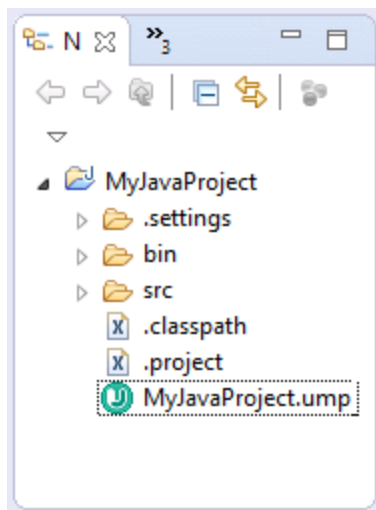 N
»3
MyJavaProject
.settings
bin
src
.classpath
.project
MyJavaProject.ump